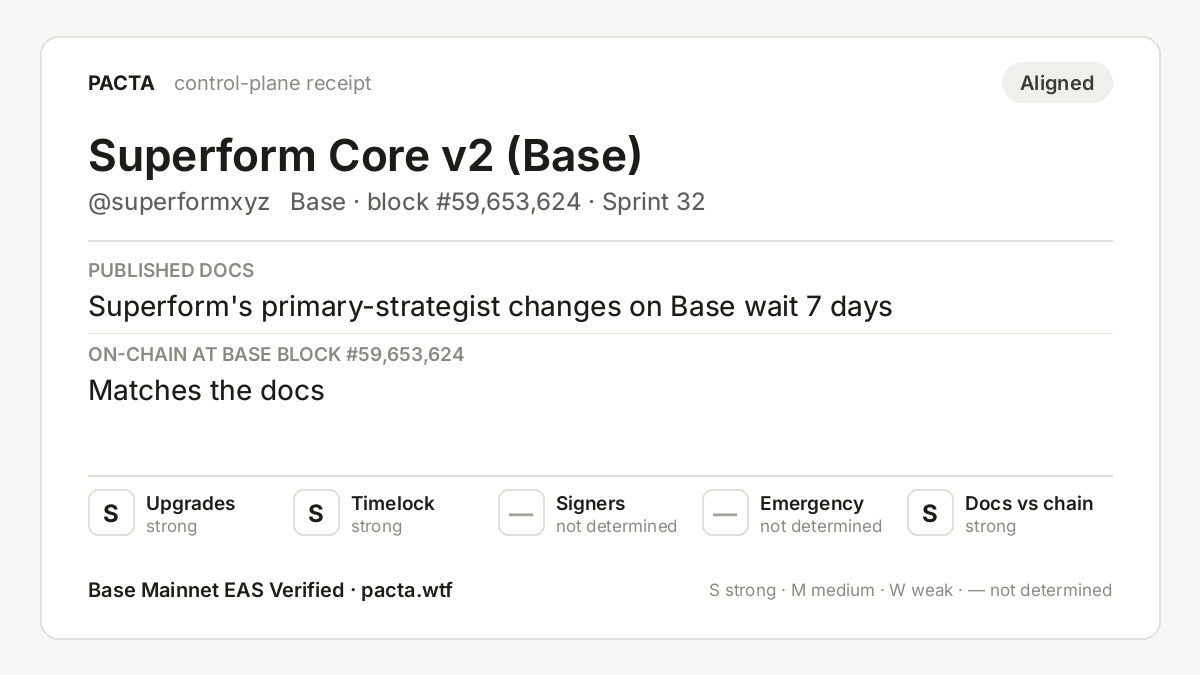 PACTA control-plane receipt Aligned
Superform Core v2 (Base)
@superformxyz Base · block #59,653,624 · Sprint 32
PUBLISHED DOCS
Superform's primary-strategist changes on Base wait 7 days
ON-CHAIN AT BASE BLOCK #59,653,624
Matches the docs
S Upgrades strong
S Timelock strong
— Signers not determined
— Emergency not determined
S Docs vs chain strong
Base Mainnet EAS Verified · pacta.wtf
S strong · M medium · W weak · — not determined